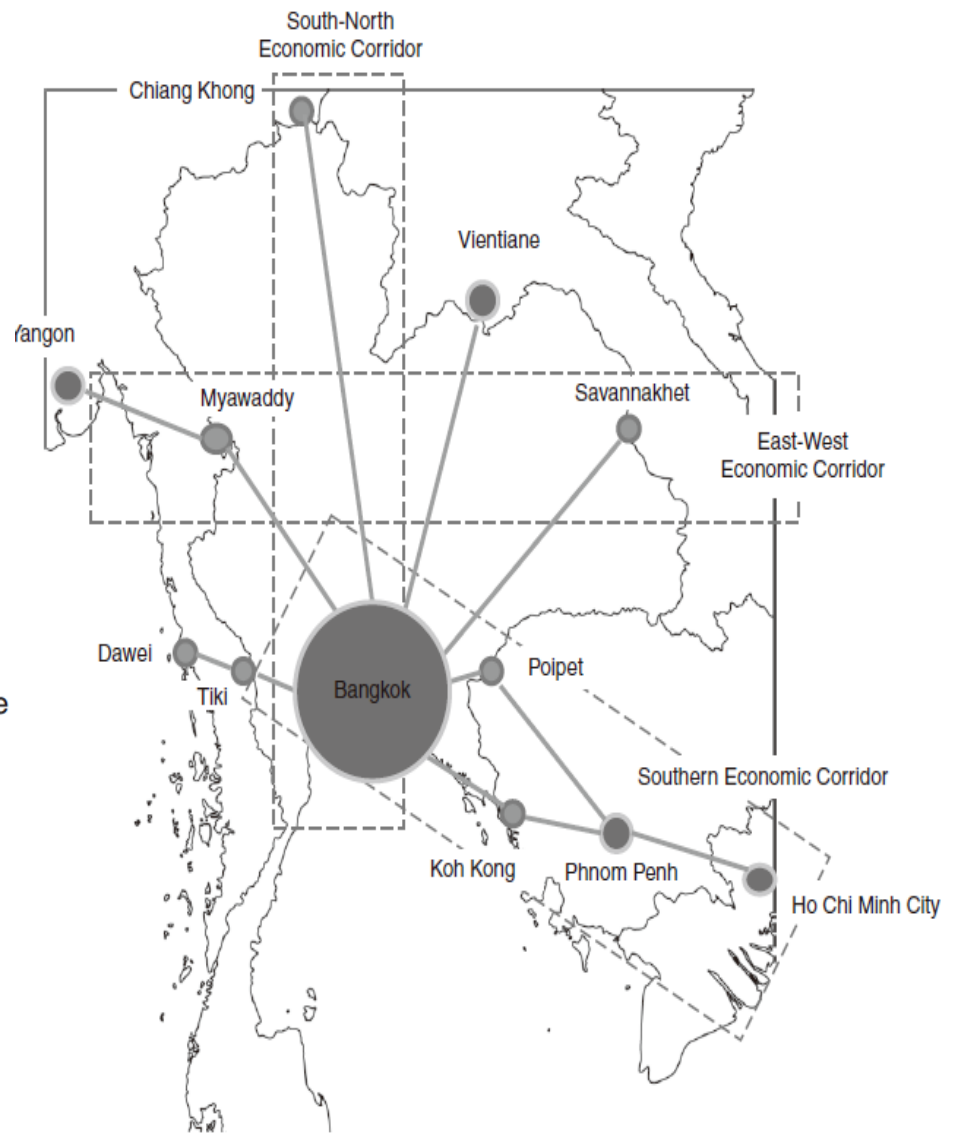 South-North
Economic Corridor
Chiang Khong
Vientiane
Yangon
Myawaddy
Savannakhet
East-West
Economic Corridor
Dawei
Tiki
Bangkok
Poipet
e
Southern Economic Corridor
Koh Kong
Phnom Penh
Ho Chi Minh City